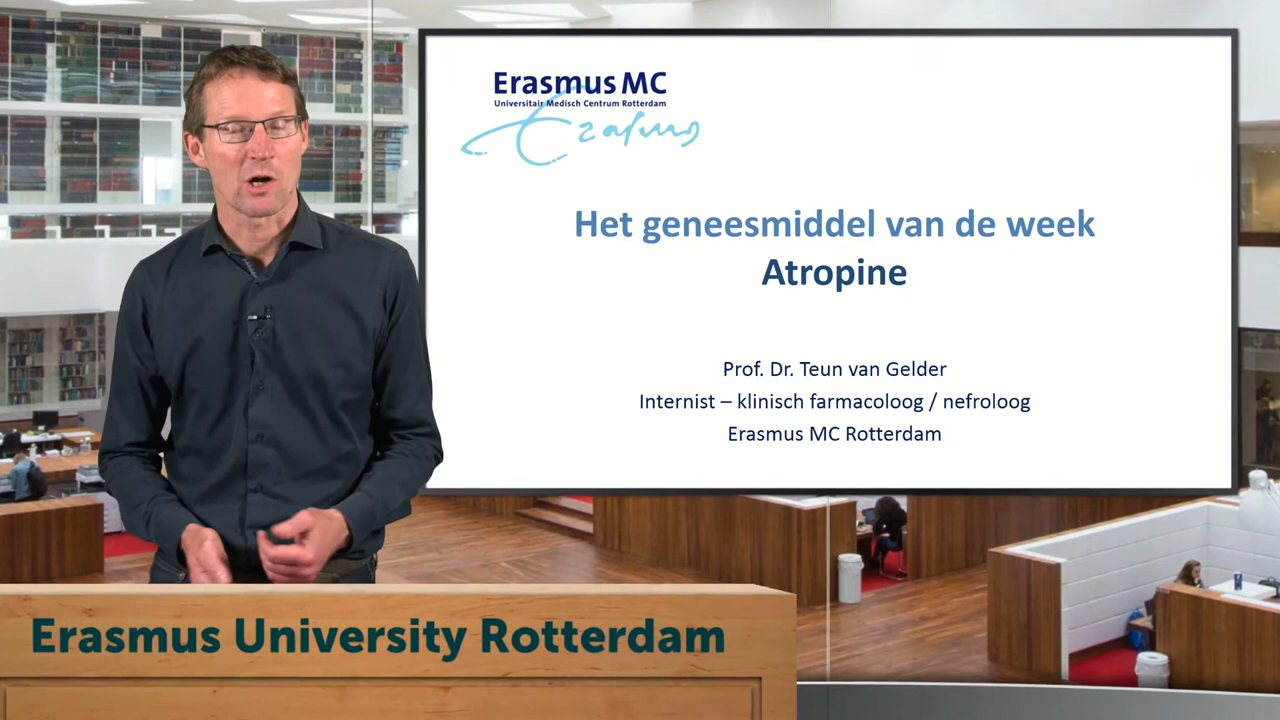 Erasmus MC
Universitair Medisch Centrum Rotterdam
Erasmus
Het geneesmiddel van de week
Atropine
Prof. Dr. Teun van Gelder
Internist – klinisch farmacoloog / nefroloog
Erasmus MC Rotterdam
Erasmus University Rotterdam